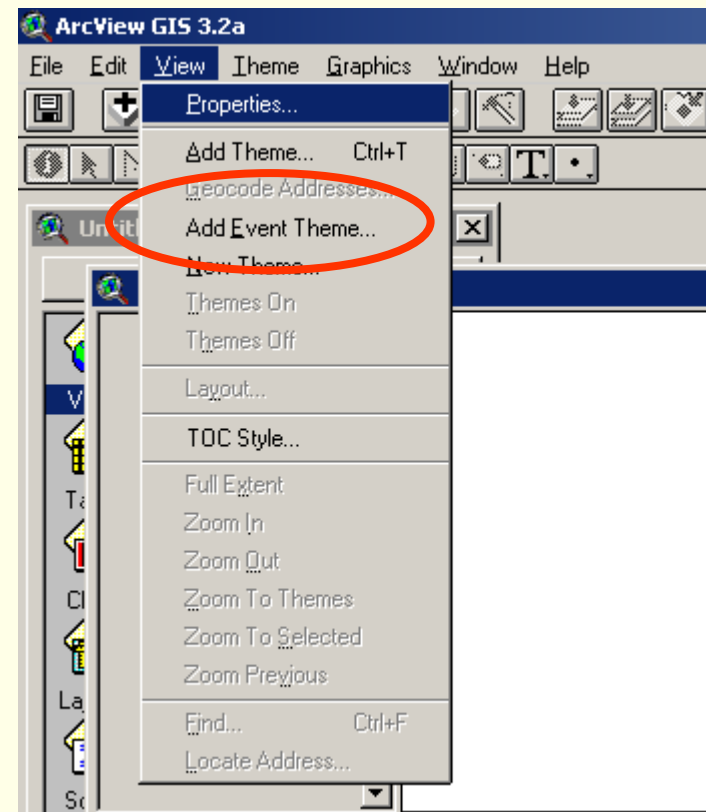 ArcView GIS 3.2a
File Edit View Theme Graphics Window Help
Properties...
Add Theme... Ctrl+T
Geocode Addresses...
Add Event Theme...
New Theme...
Themes On
Themes Off
Layout...
TOC Style...
Full Extent
Zoom In
Zoom Out
Zoom To Themes
Zoom To Selected
Zoom Previous
Find... Ctrl+F
Locate Address...